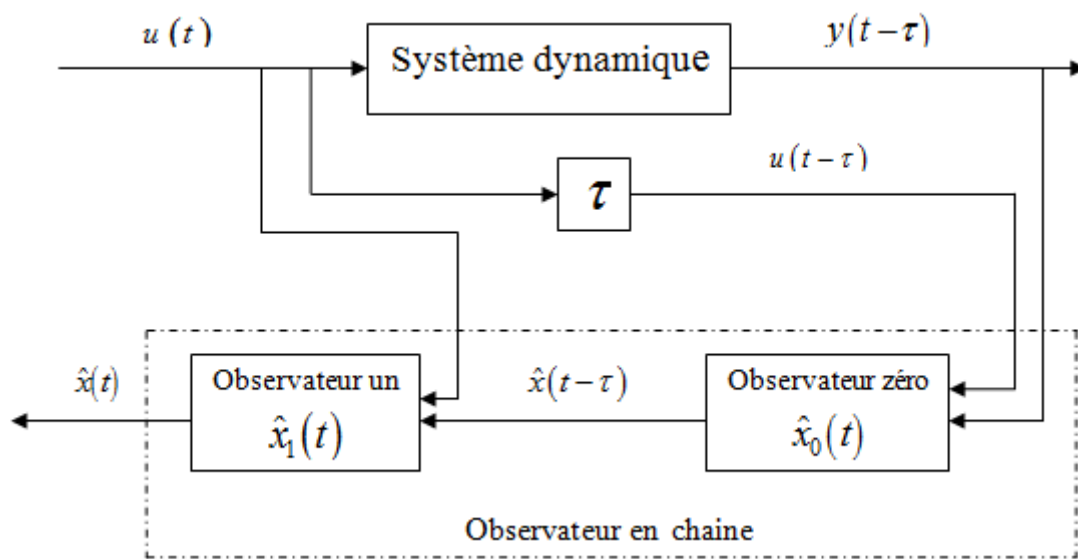 u(t)
Système dynamique
y(t−τ)
τ
u(t−τ)
x̂(t)
Observateur un
x̂₁(t)
x̂(t−τ)
Observateur zéro
x̂₀(t)
Observateur en chaine